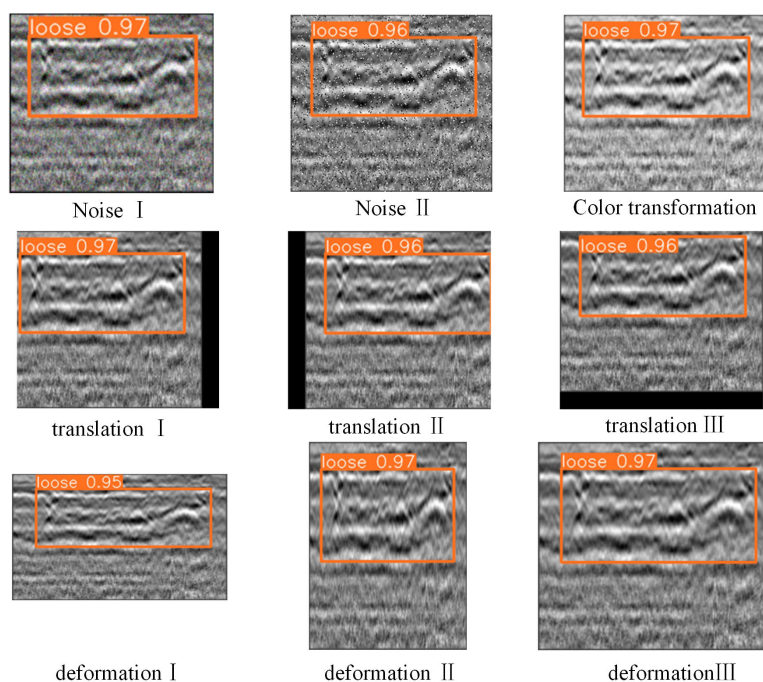 loose 0.97
loose 0.96
loose 0.97
Noise Ⅰ
Noise Ⅱ
Color transformation
loose 0.97
loose 0.96
loose 0.96
translation Ⅰ
translation Ⅱ
translation Ⅲ
loose 0.95
loose 0.97
loose 0.97
deformation Ⅰ
deformation Ⅱ
deformationⅢ